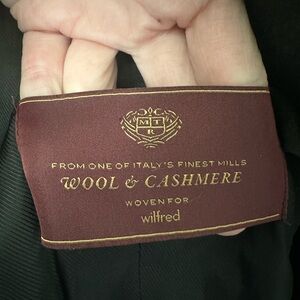 M T
R
FROM ONE OF ITALY'S FINEST MILLS
WOOL & CASHMERE
WOVEN FOR
wilfred